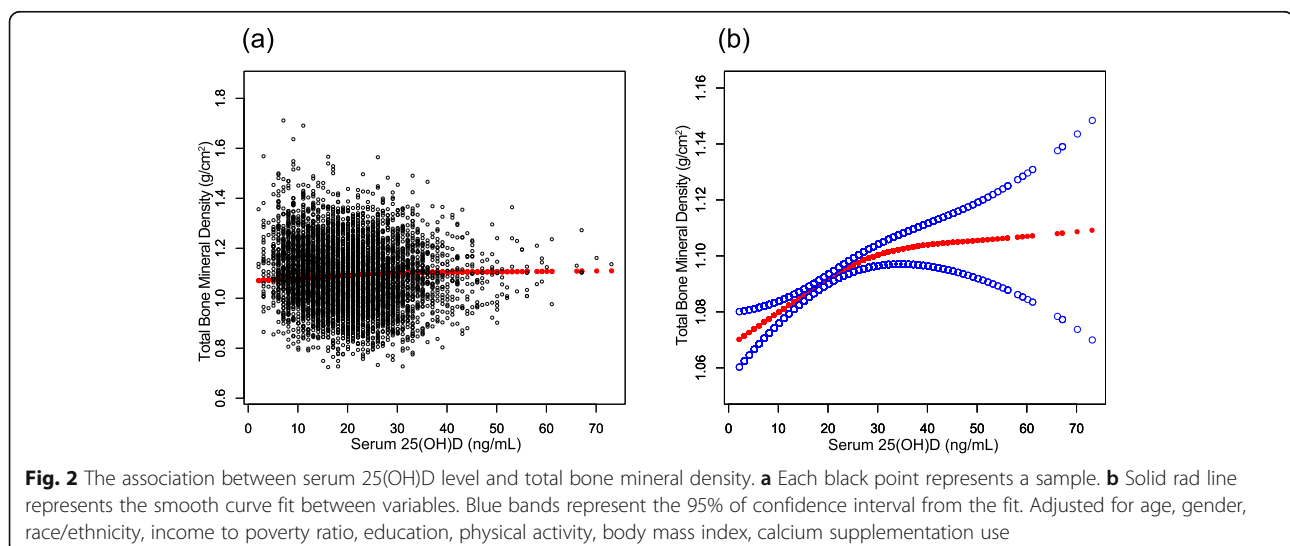 (a)
(b)
Total Bone Mineral Density (g/cm²)
1.8
1.6
1.4
1.2
1.0
0.8
0.6
0 10 20 30 40 50 60 70
Serum 25(OH)D (ng/mL)
Total Bone Mineral Density (g/cm²)
1.16
1.14
1.12
1.10
1.08
1.06
0 10 20 30 40 50 60 70
Serum 25(OH)D (ng/mL)
Fig. 2 The association between serum 25(OH)D level and total bone mineral density. a Each black point represents a sample. b Solid rad line
represents the smooth curve fit between variables. Blue bands represent the 95% of confidence interval from the fit. Adjusted for age, gender,
race/ethnicity, income to poverty ratio, education, physical activity, body mass index, calcium supplementation use